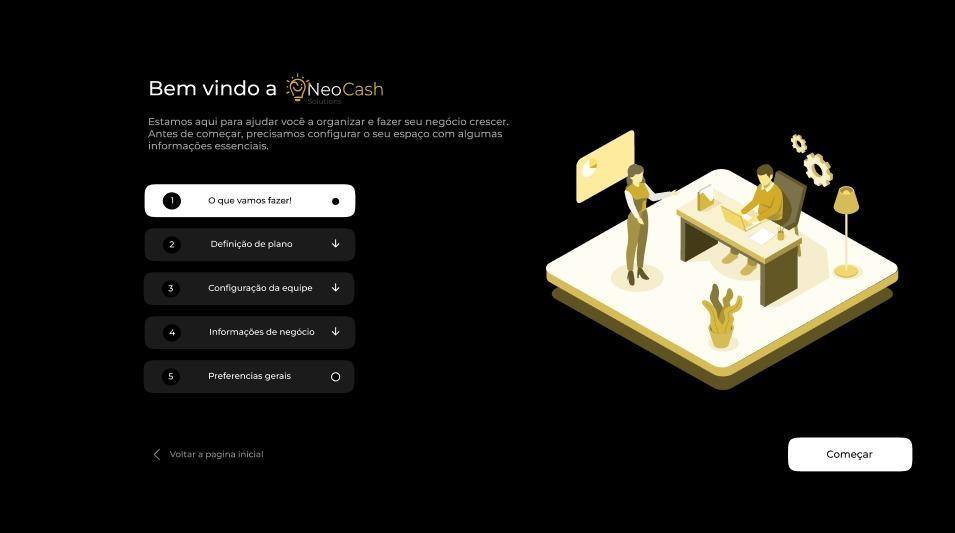 Bem vindo a NeoCash
Solutions
Estamos aqui para ajudar você a organizar e fazer seu negócio crescer.
Antes de começar, precisamos configurar o seu espaço com algumas
informações essenciais.
1 O que vamos fazer!
2 Definição de plano
3 Configuração da equipe
4 Informações de negócio
5 Preferencias gerais
Voltar a pagina inicial
Começar